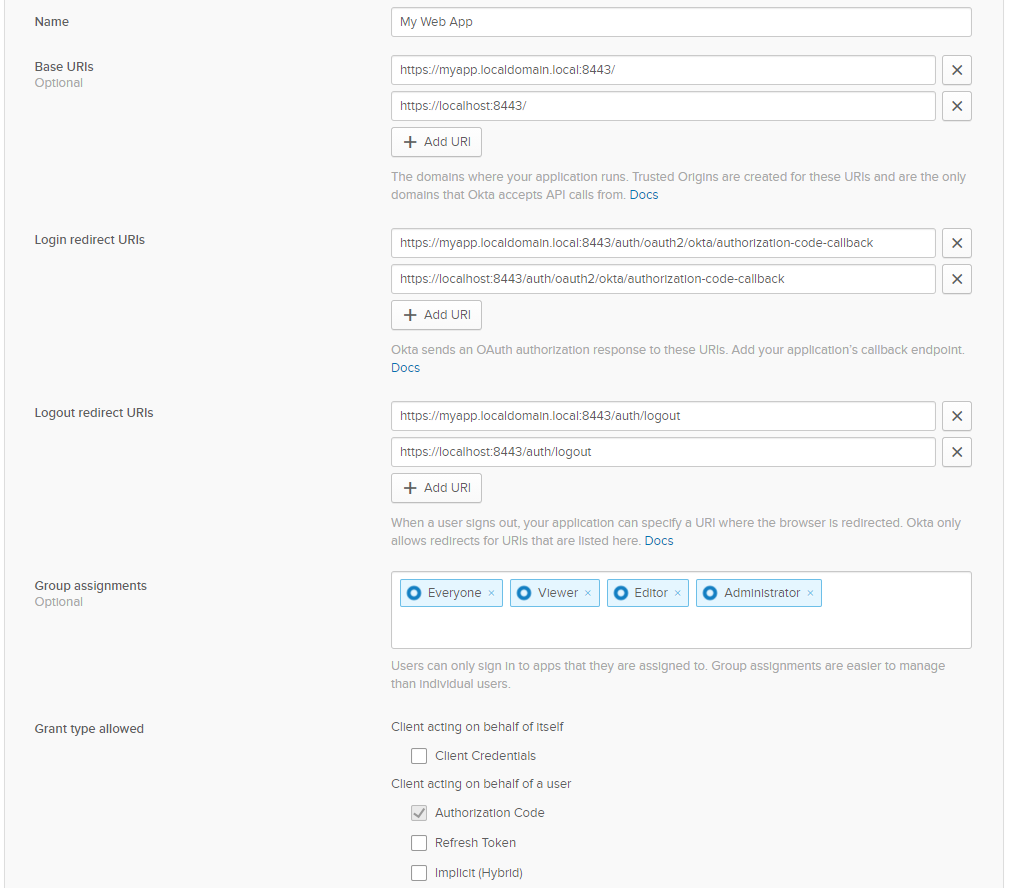 Name
My Web App
Base URIs
Optional
https://myapp.localdomain.local:8443/
https://localhost:8443/
Add URI
The domains where your application runs. Trusted Origins are created for these URIs and are the only
domains that Okta accepts API calls from. Docs
Login redirect URIs
https://myapp.localdomain.local:8443/auth/oauth2/okta/authorization-code-callback
https://localhost:8443/auth/oauth2/okta/authorization-code-callback
Add URI
Okta sends an OAuth authorization response to these URIs. Add your application's callback endpoint.
Docs
Logout redirect URIs
https://myapp.localdomain.local:8443/auth/logout
https://localhost:8443/auth/logout
Add URI
When a user signs out, your application can specify a URI where the browser is redirected. Okta only
allows redirects for URIs that are listed here. Docs
Group assignments
Optional
Everyone × Viewer × Editor × Administrator ×
Users can only sign in to apps that they are assigned to. Group assignments are easier to manage
than individual users.
Grant type allowed
Client acting on behalf of itself
Client Credentials
Client acting on behalf of a user
Authorization Code
Refresh Token
Implicit (Hybrid)